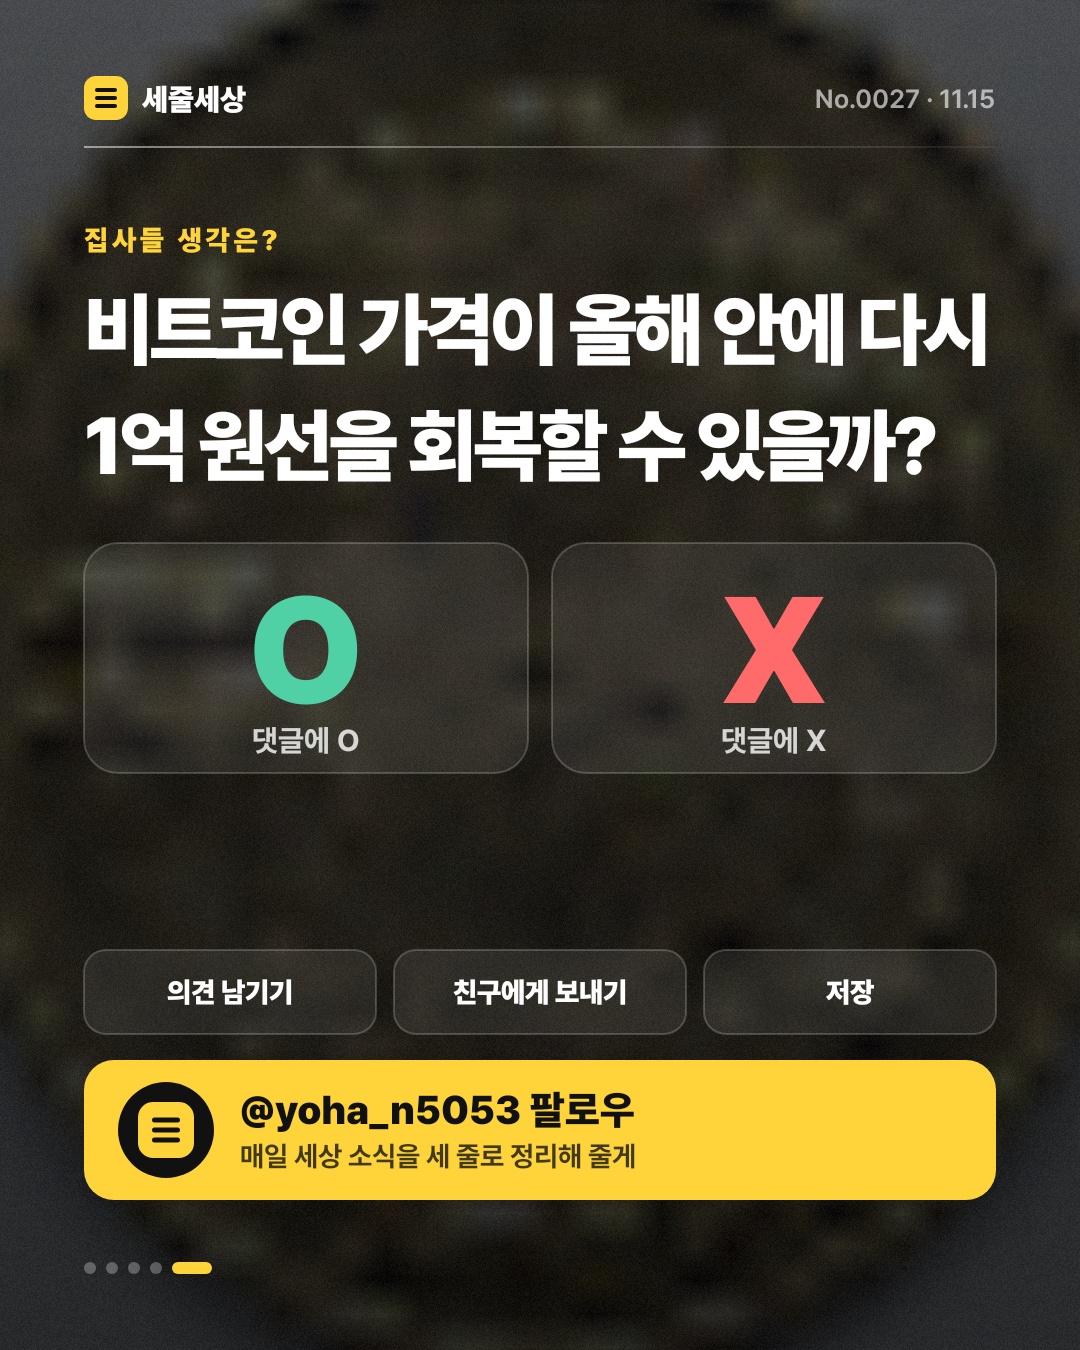 세줄세상
No.0027 · 11.15
집사들 생각은?
비트코인 가격이 올해 안에 다시
1억 원선을 회복할 수 있을까?
O
댓글에 O
X
댓글에 X
의견 남기기
친구에게 보내기
저장
@yoha_n5053 팔로우
매일 세상 소식을 세 줄로 정리해 줄게